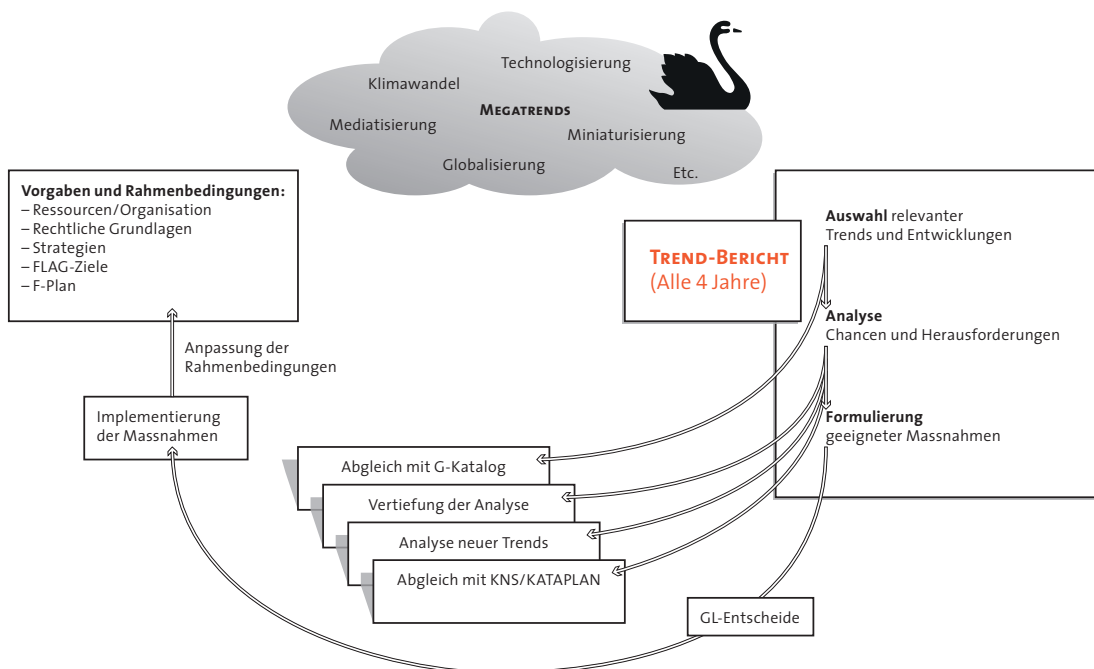 Technologisierung
Klimawandel
MEGATRENDS
Mediatisierung
Miniaturisierung
Globalisierung
Etc.
Vorgaben und Rahmenbedingungen:
– Ressourcen/Organisation
– Rechtliche Grundlagen
– Strategien
– FLAG-Ziele
– F-Plan
TREND-BERICHT
(Alle 4 Jahre)
Auswahl relevanter
Trends und Entwicklungen
Analyse
Chancen und Herausforderungen
Formulierung
geeigneter Massnahmen
Anpassung der
Rahmenbedingungen
Implementierung
der Massnahmen
Abgleich mit G-Katalog
Vertiefung der Analyse
Analyse neuer Trends
Abgleich mit KNS/KATAPLAN
GL-Entscheide